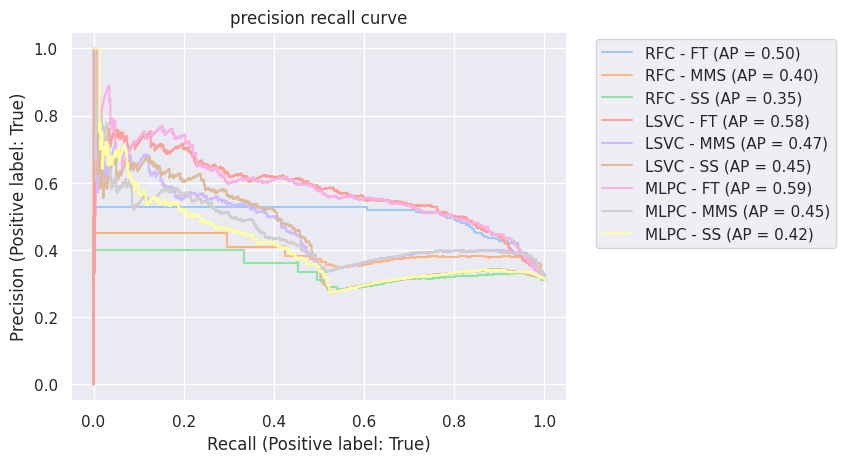 precision recall curve
Precision (Positive label: True)
1.0
0.8
0.6
0.4
0.2
0.0
0.0 0.2 0.4 0.6 0.8 1.0
Recall (Positive label: True)
RFC - FT (AP = 0.50)
RFC - MMS (AP = 0.40)
RFC - SS (AP = 0.35)
LSVC - FT (AP = 0.58)
LSVC - MMS (AP = 0.47)
LSVC - SS (AP = 0.45)
MLPC - FT (AP = 0.59)
MLPC - MMS (AP = 0.45)
MLPC - SS (AP = 0.42)